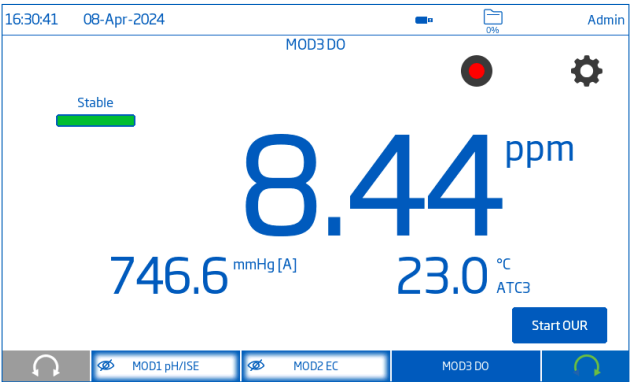 16:30:41 08-Apr-2024 0% Admin
MOD3 DO
Stable
8.44 ppm
746.6 mmHg [A] 23.0 °C ATC3
Start OUR
MOD1 pH/ISE MOD2 EC MOD3 DO